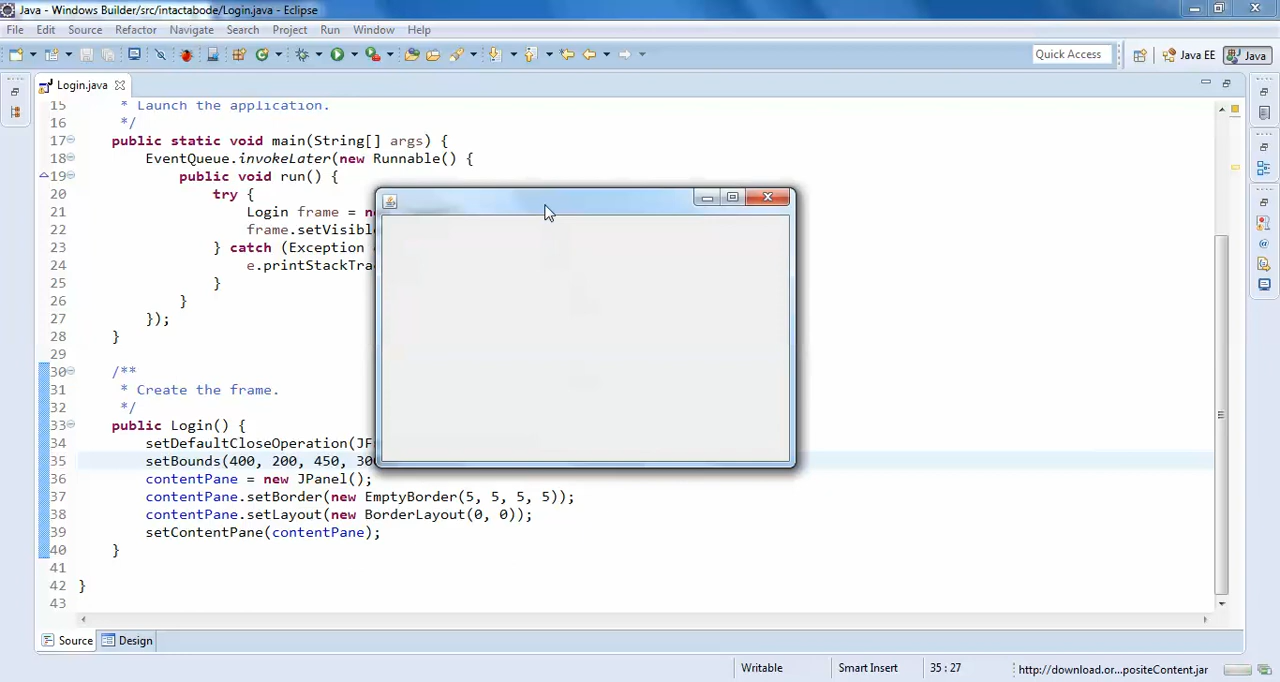 Java - Windows Builder/src/intactabode/Login.java - Eclipse
File Edit Source Refactor Navigate Search Project Run Window Help
Quick Access Java EE Java
Login.java
15 * Launch the application.
16 */
17 public static void main(String[] args) {
18 EventQueue.invokeLater(new Runnable() {
19 public void run() {
20 try {
21 Login frame =
22 frame.setVisib
23 } catch (Exception
24 e.printStackTra
25 }
26 }
27 });
28 }
29
30 /**
31 * Create the frame.
32 */
33 public Login() {
34 setDefaultCloseOperation(JF
35 setBounds(400, 200, 450, 30
36 contentPane = new JPanel();
37 contentPane.setBorder(new EmptyBorder(5, 5, 5, 5));
38 contentPane.setLayout(new BorderLayout(0, 0));
39 setContentPane(contentPane);
40 }
41
42 }
43
Source Design
Writable Smart Insert 35 : 27 http://download.or...positeContent.jar